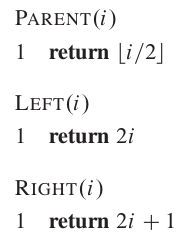 PARENT(i)
1 return ⌊i/2⌋
LEFT(i)
1 return 2i
RIGHT(i)
1 return 2i + 1